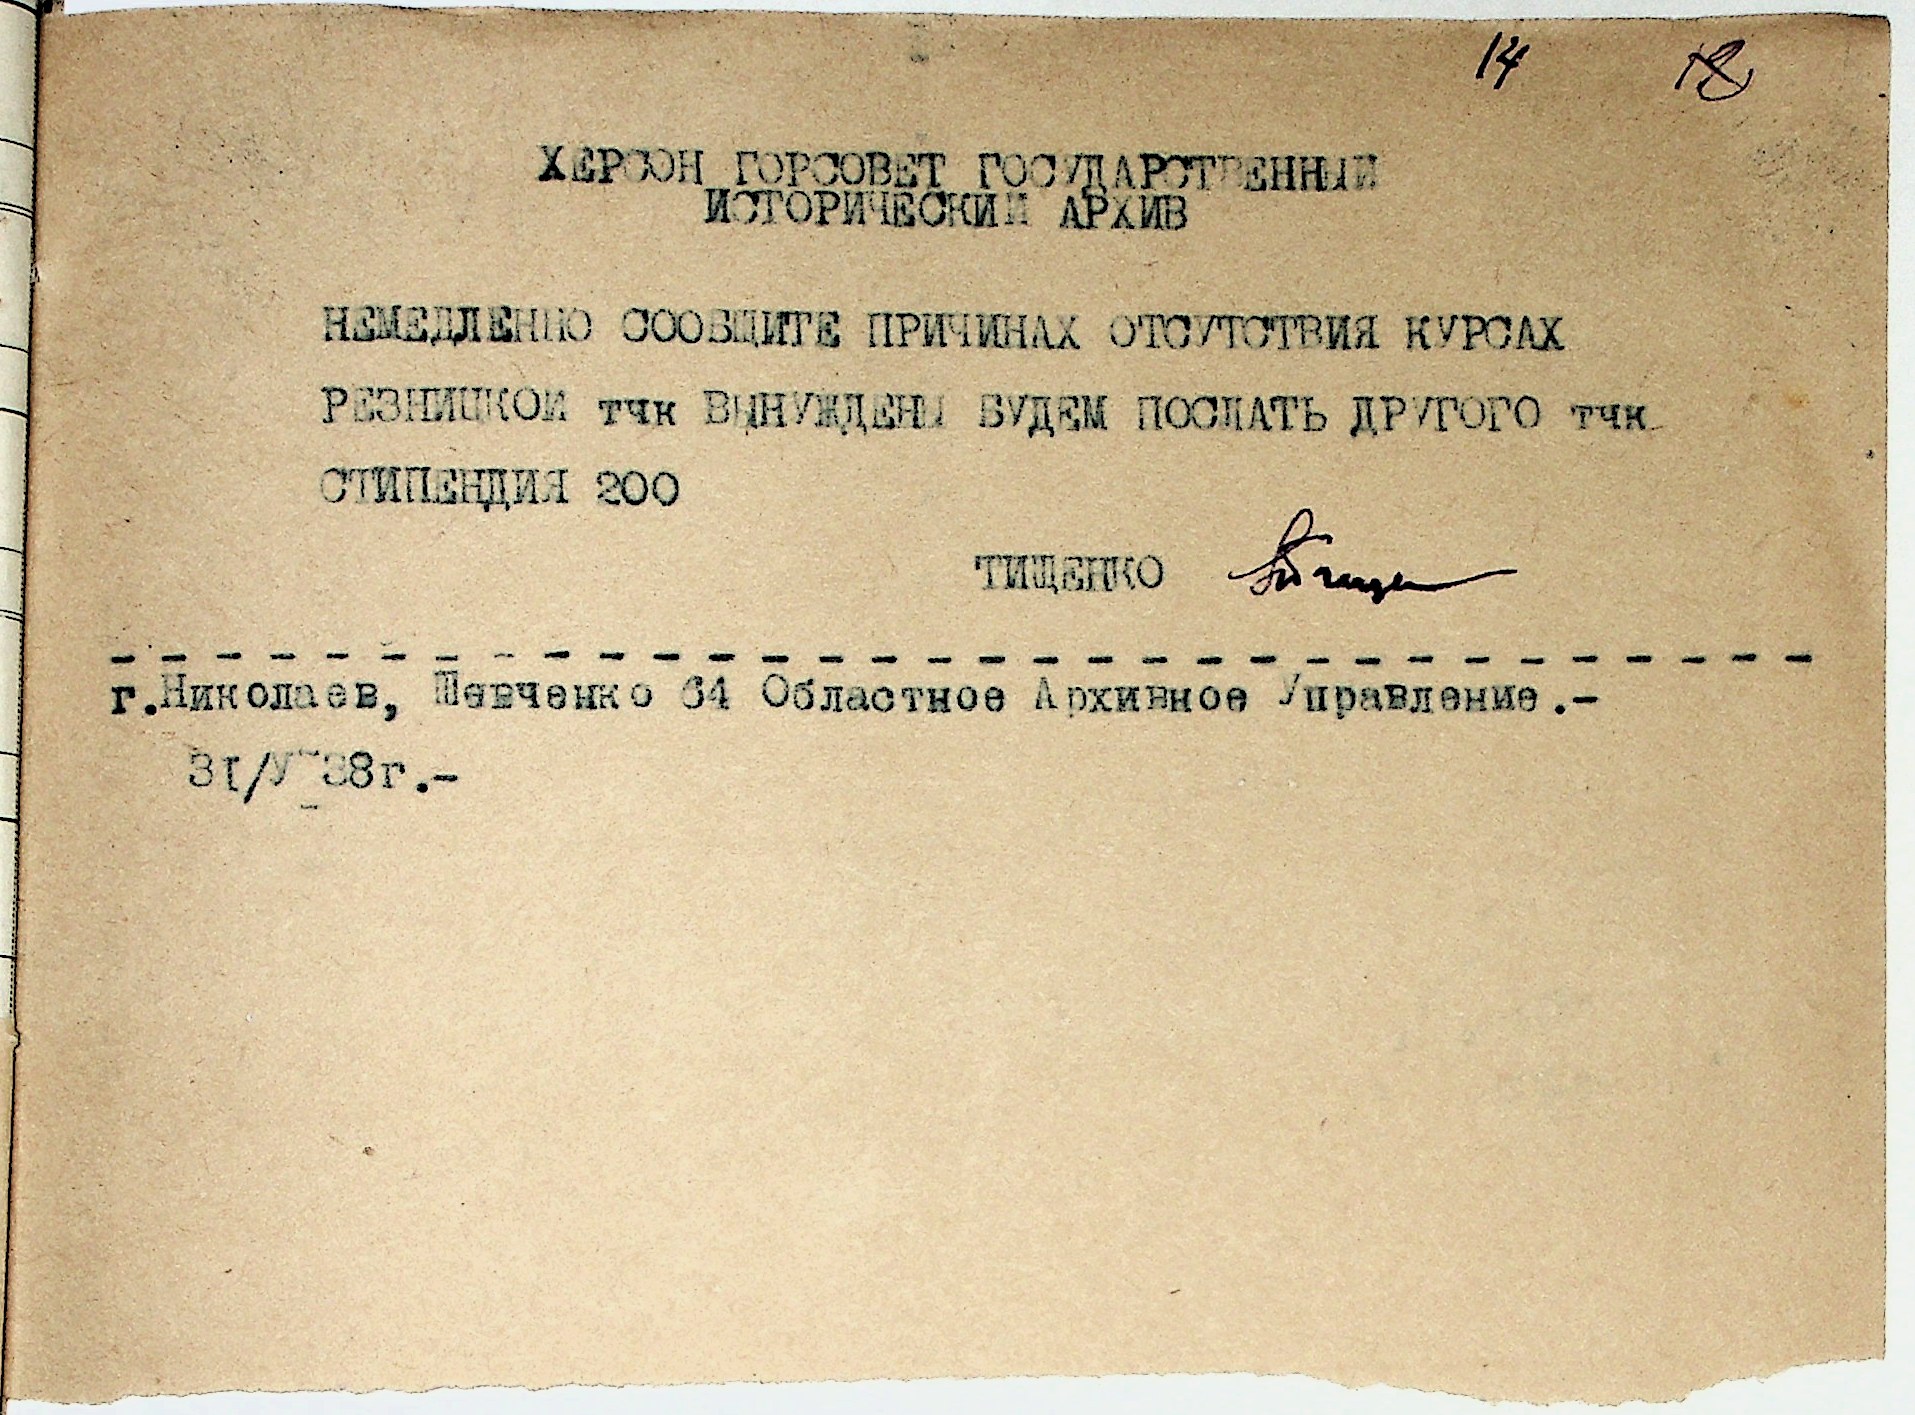 14 18
ХЕРСОН ГОРСОВЕТ ГОСУДАРСТВЕННЫЙ
ИСТОРИЧЕСКИЙ АРХИВ
НЕМЕДЛЕННО СООБЩИТЕ ПРИЧИНАХ ОТСУТСТВИЯ КУРСАХ
РЕЗНИЦКОЙ тчк ВЫНУЖДЕНЫ БУДЕМ ПОСЛАТЬ ДРУГОГО тчк
СТИПЕНДИЯ 200
ТИЩЕНКО
г.Николаев, Шевченко 64 Областное Архивное Управление.-
31/У 38г.-